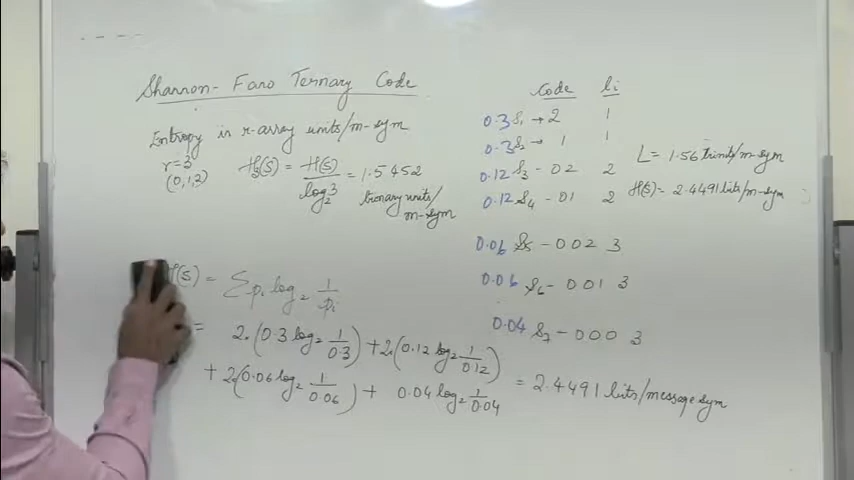 Shannon- Fano Ternary Code
Entropy in r-array units/m-sym
r=3
(0,1,2)
H3(S) = H(S) / log2 3 = 1.5452
units/m-sym
Code li
0.3 S1 → 2 1
0.3 S2 → 1 1
0.12 S3 - 02 2
0.12 S4 - 01 2
0.06 S5 - 002 3
0.06 S6 - 001 3
0.04 S7 - 000 3
L = 1.56 trinits/m-sym
H(S) = 2.4491 bits/m-sym
H(S) = Σ pi log2 1/pi
= 2.(0.3 log2 1/0.3) + 2.(0.12 log2 1/0.12)
+ 2.(0.06 log2 1/0.06) + 0.04 log2 1/0.04 = 2.4491 bits/message sym